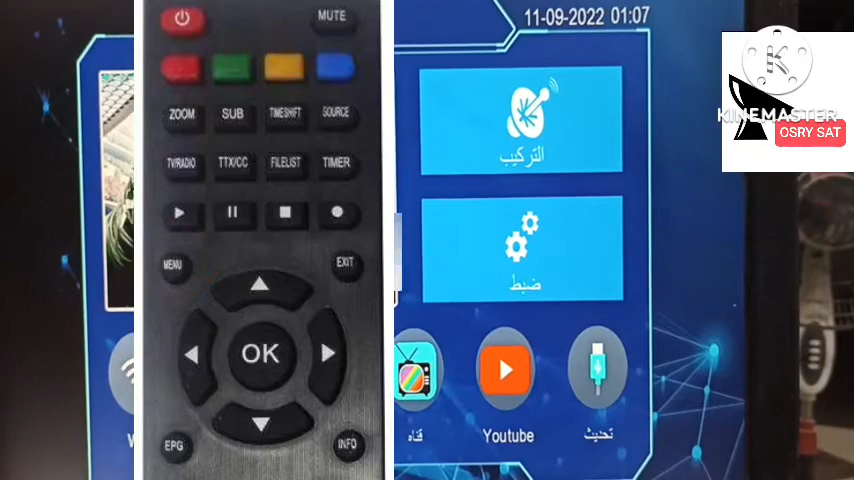 MUTE
ZOOM SUB TIMESHIFT SOURCE
TV/RADIO TTX/CC FILELIST TIMER
MENU EXIT
OK
EPG INFO
11-09-2022 01:07
التركيب
ضبط
قناه Youtube تحديث
K
KINEMASTER
OSRY SAT